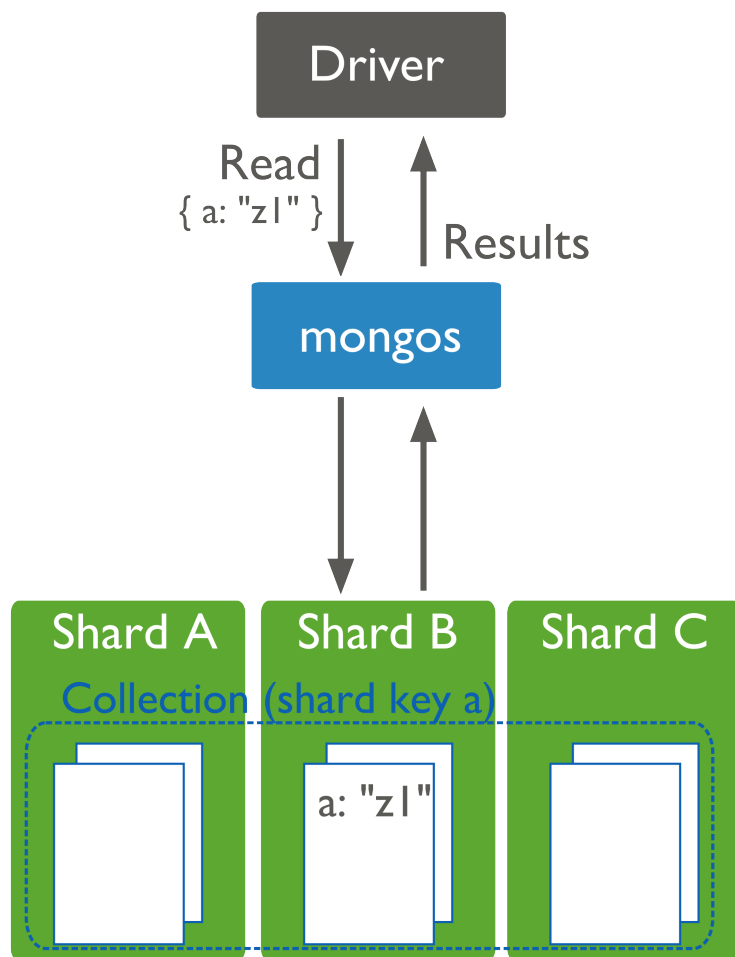 Driver
Read
{ a: "z1" }
Results
mongos
Shard A
Shard B
Shard C
Collection (shard key a)
a: "z1"